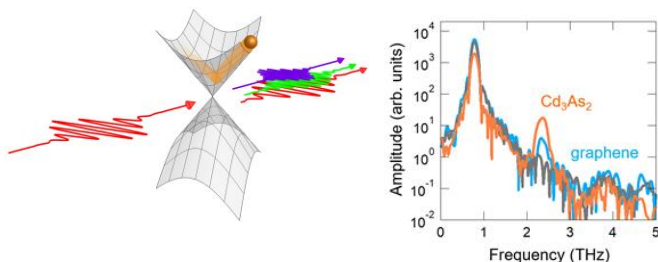 Amplitude (arb. units)
10⁵
10⁴
10³
10²
10¹
10⁰
10⁻¹
10⁻²
Cd₃As₂
graphene
0 1 2 3 4 5
Frequency (THz)